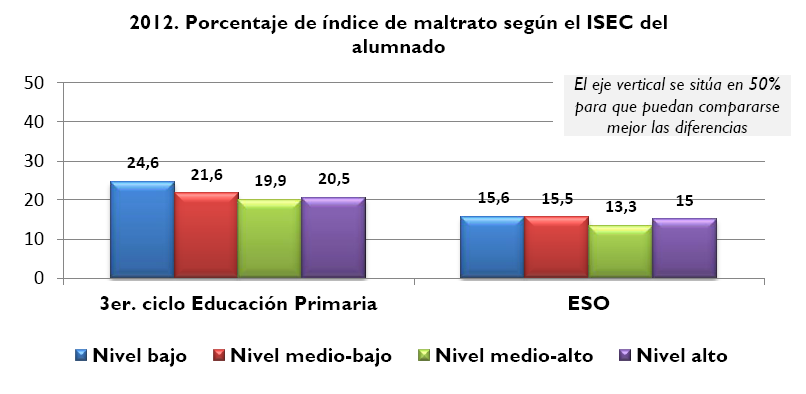 2012. Porcentaje de índice de maltrato según el ISEC del
alumnado
El eje vertical se sitúa en 50%
para que puedan compararse
mejor las diferencias
50
40
30
20
10
0
24,6
21,6
19,9
20,5
15,6
15,5
13,3
15
3er. ciclo Educación Primaria
ESO
Nivel bajo
Nivel medio-bajo
Nivel medio-alto
Nivel alto